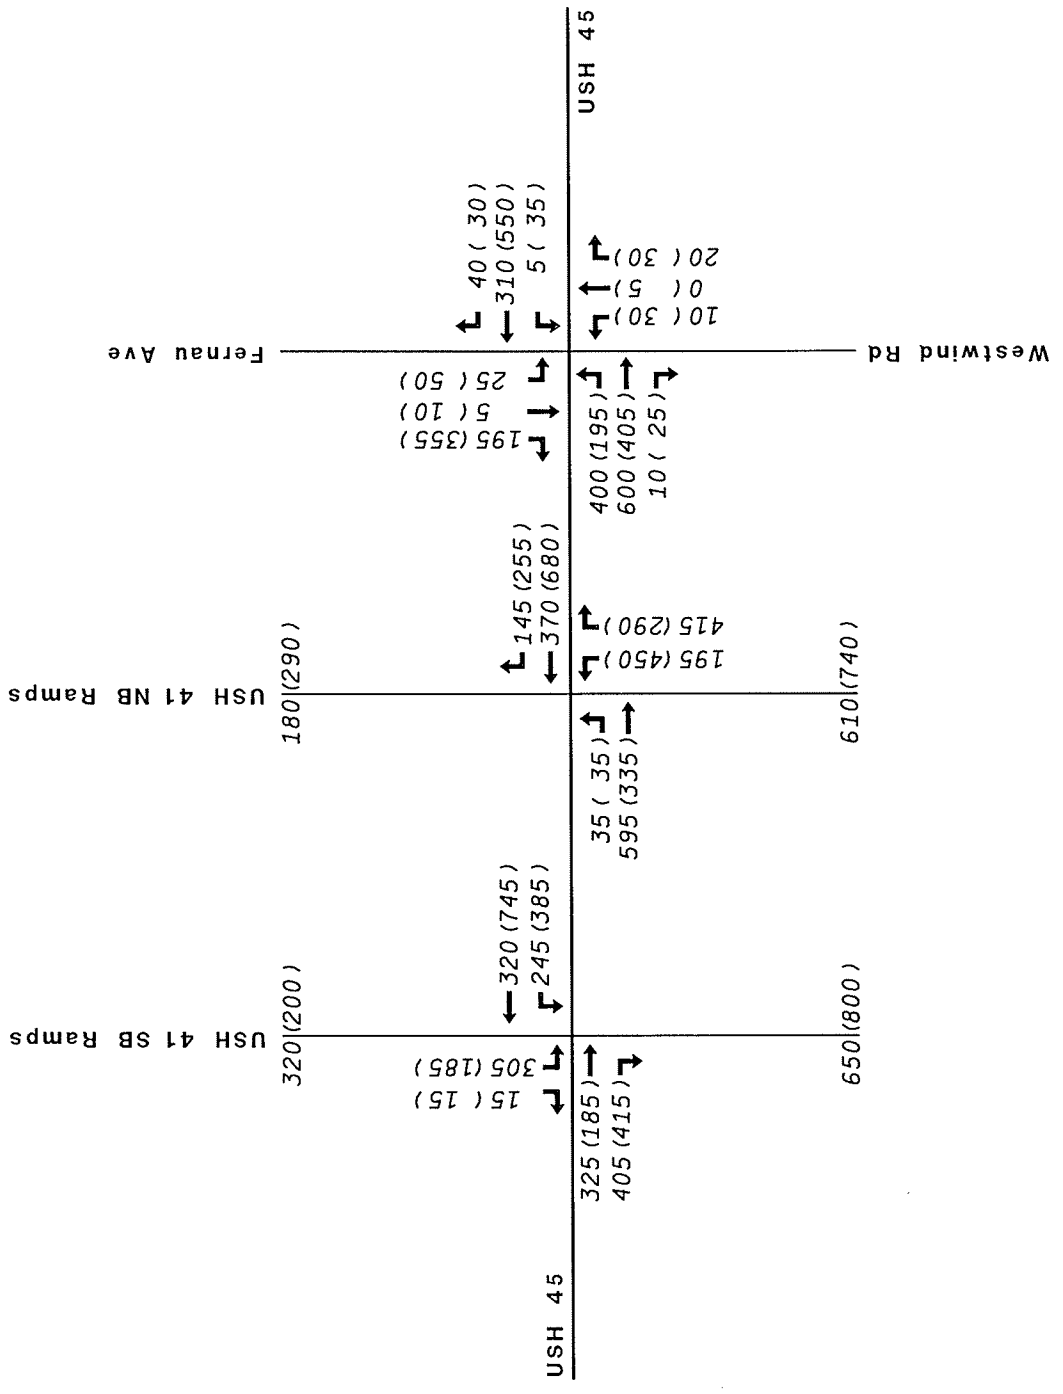 USH 45
Fernau Ave
Westwind Rd
40 ( 30)
310 (550)
5 ( 35)
20 ( 30)
0 ( 5)
10 ( 30)
25 ( 50)
5 ( 10)
195 (355)
400 (195)
600 (405)
10 ( 25)
USH 41 NB Ramps
180 (290)
610 (740)
145 (255)
370 (680)
415 (290)
195 (450)
35 ( 35)
595 (335)
USH 41 SB Ramps
320 (200)
650 (800)
320 (745)
245 (385)
305 (185)
15 ( 15)
325 (185)
405 (415)
USH 45